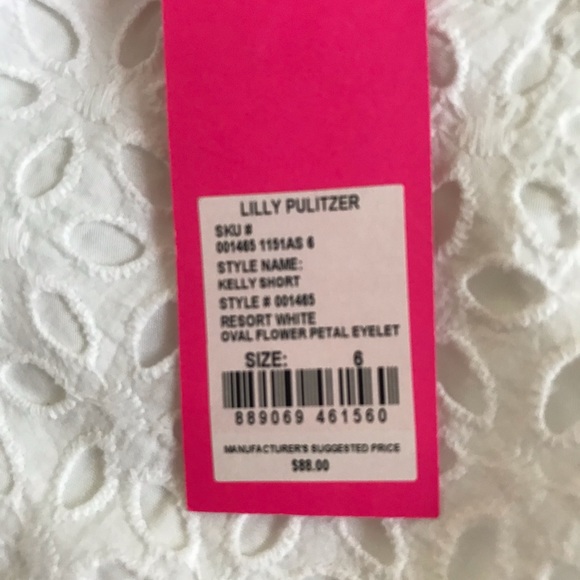 LILLY PULITZER
SKU #
001465 1191AS 6
STYLE NAME:
KELLY SHORT
STYLE # 001465
RESORT WHITE
OVAL FLOWER PETAL EYELET
SIZE: 6
889069 461560
MANUFACTURER'S SUGGESTED PRICE
$88.00